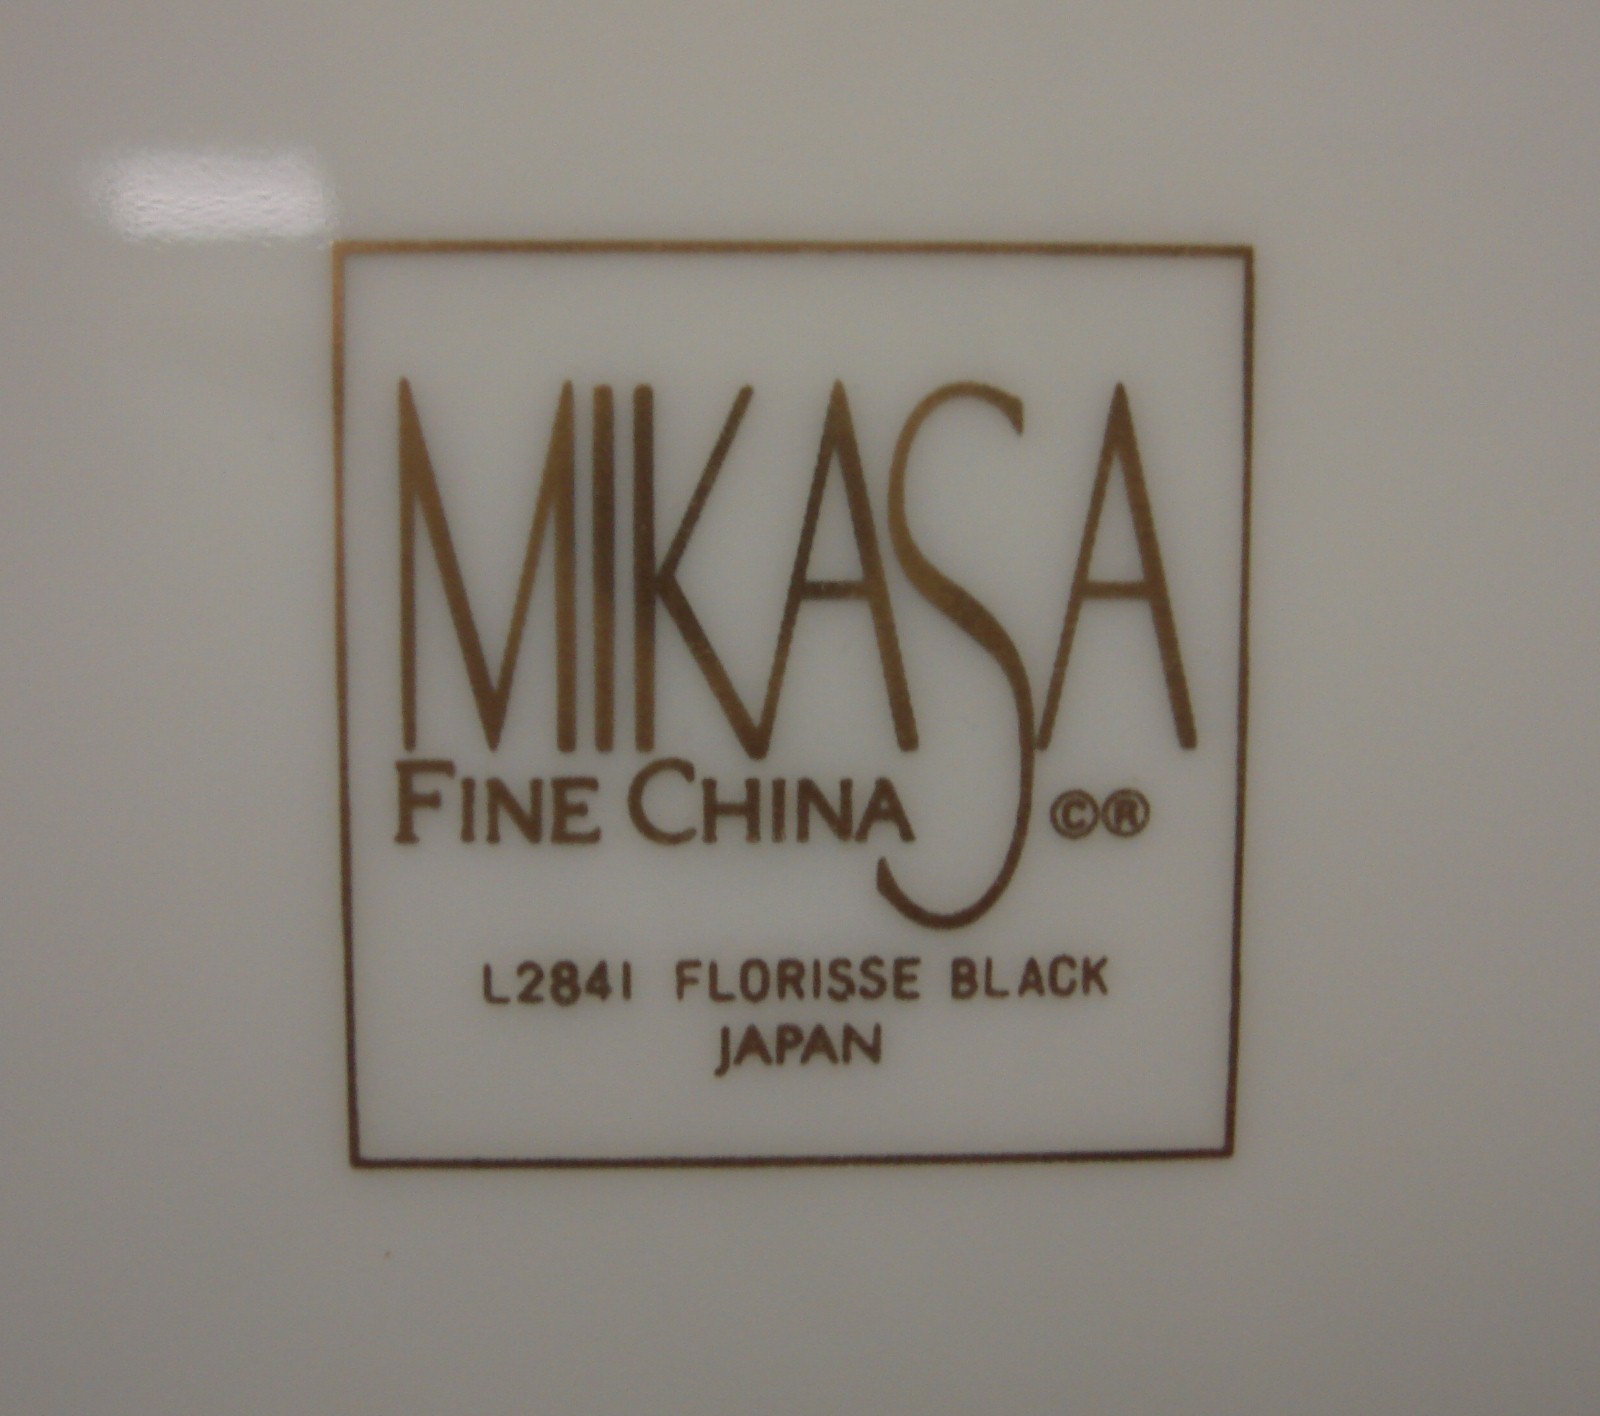 MIKASA
FINE CHINA ©®
L2841 FLORISSE BLACK
JAPAN